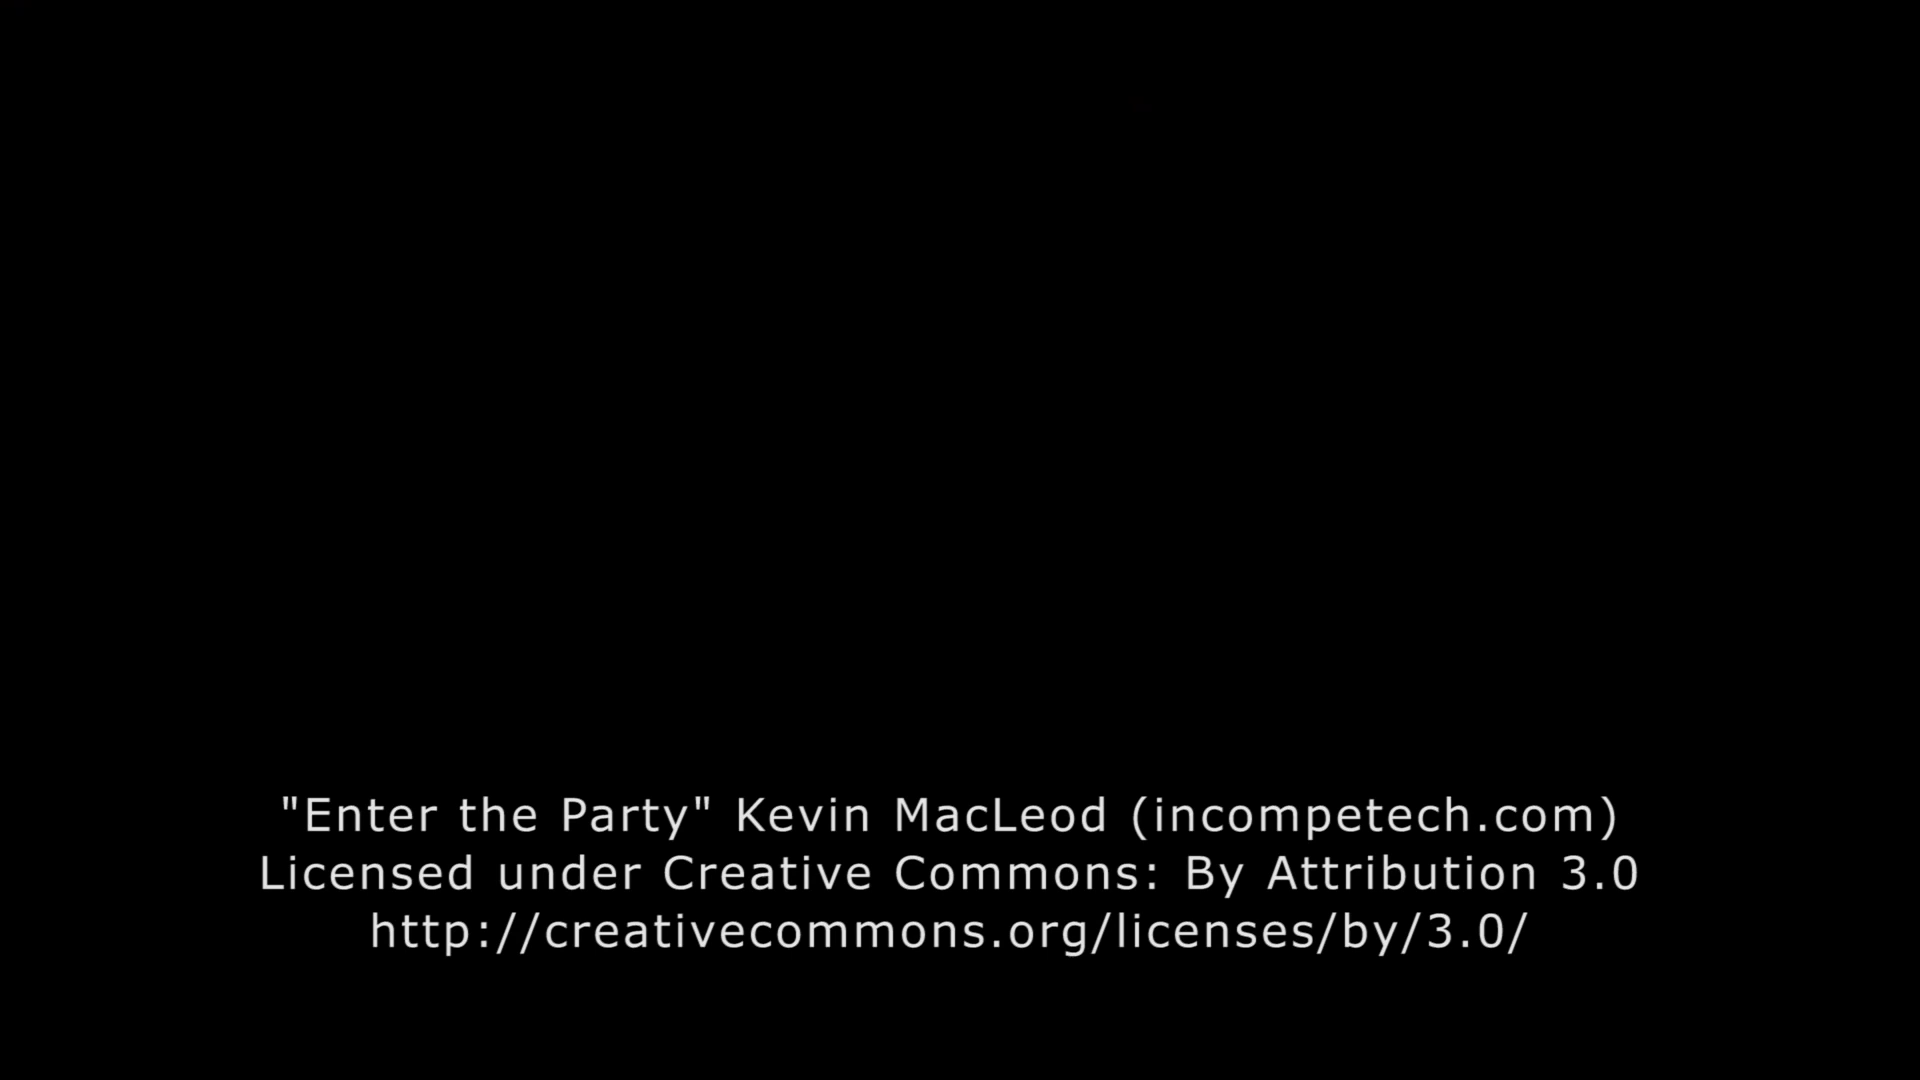 "Enter the Party" Kevin MacLeod (incompetech.com)
Licensed under Creative Commons: By Attribution 3.0
http://creativecommons.org/licenses/by/3.0/